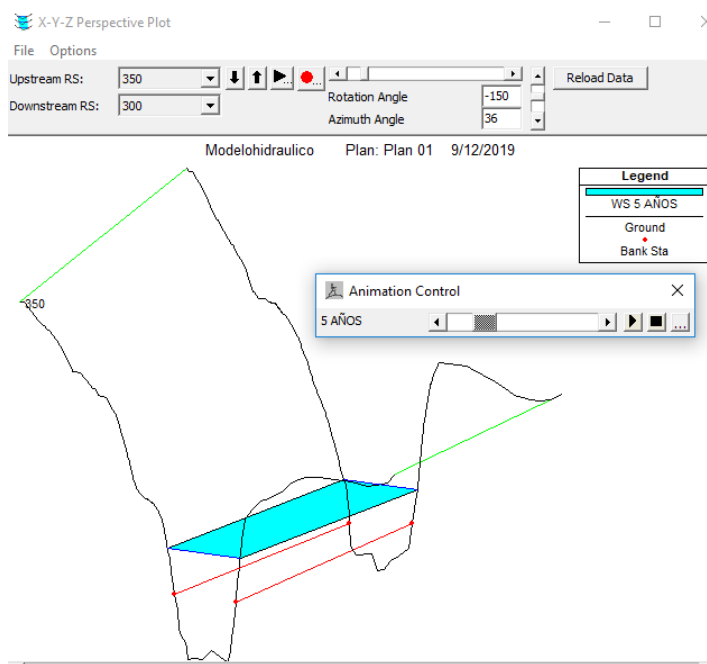 X-Y-Z Perspective Plot
File Options
Upstream RS: 350
Downstream RS: 300
Rotation Angle -150
Azimuth Angle 36
Reload Data
Modelohidraulico Plan: Plan 01 9/12/2019
Legend
WS 5 AÑOS
Ground
Bank Sta
350
Animation Control
5 AÑOS